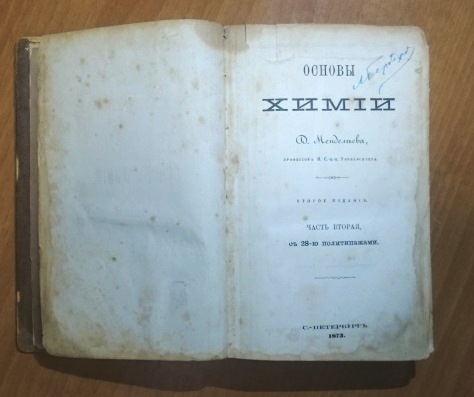 ОСНОВЫ
ХИМІИ
Д. Менделѣева,
ПРОФЕССОРА И. С.-П-Б. УНИВЕРСИТЕТА.
ВТОРОЕ ИЗДАНІЕ.
ЧАСТЬ ВТОРАЯ,
съ 28-ю ПОЛИТИПАЖАМИ.
С-ПЕТЕРБУРГЪ
1873.